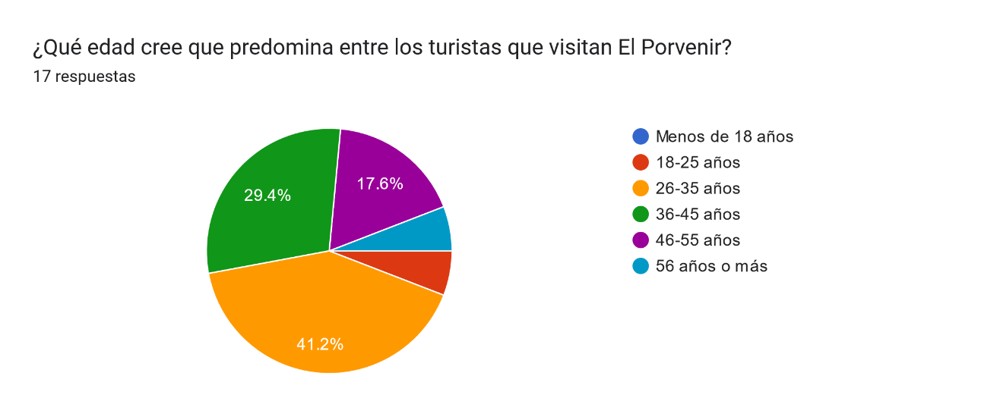 ¿Qué edad cree que predomina entre los turistas que visitan El Porvenir?
17 respuestas
29.4%
17.6%
41.2%
Menos de 18 años
18-25 años
26-35 años
36-45 años
46-55 años
56 años o más